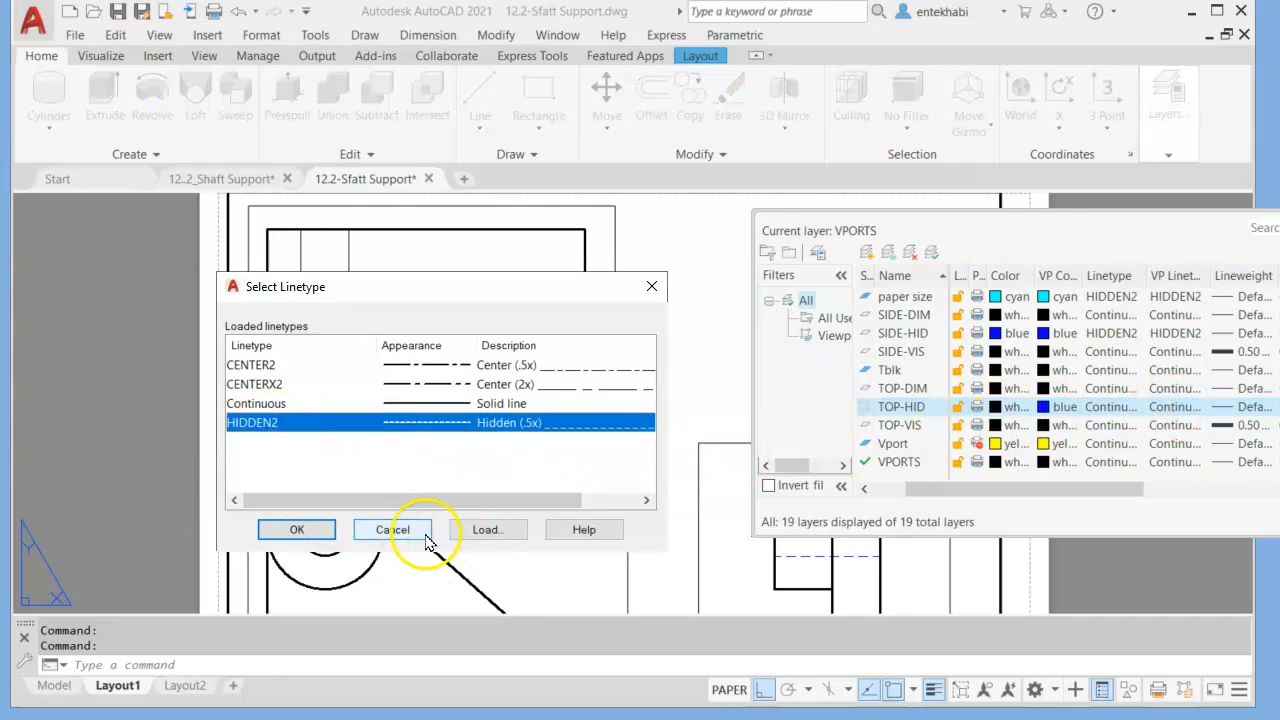 Autodesk AutoCAD 2021 12.2-Sfatt Support.dwg Type a keyword or phrase entekhabi
File Edit View Insert Format Tools Draw Dimension Modify Window Help Express Parametric
Home Visualize Insert View Manage Output Add-ins Collaborate Express Tools Featured Apps Layout
Cylinder Extrude Revolve Loft Sweep Presspull Union Subtract Intersect Line Rectangle Move Offset Copy Erase 3D Mirror Culling No Filter Move Gizmo World X 3 Point Layers...
Create Edit Draw Modify Selection Coordinates
Start 12..2_Shaft Support* 12.2-Sfatt Support*
Current layer: VPORTS
Searc
Filters S... Name L... P... Color VP Co... Linetype VP Linet... Lineweight
All
All Use
Viewp
paper size cyan cyan HIDDEN2 HIDDEN2 Defa...
SIDE-DIM wh... wh... Continu... Continu... Defa...
SIDE-HID blue blue HIDDEN2 HIDDEN2 Defa...
SIDE-VIS wh... wh... Continu... Continu... 0.50 ...
Tblk wh... wh... Continu... Continu... Defa...
TOP-DIM wh... wh... Continu... Continu... Defa...
TOP-HID wh... blue Continu... Continu... Defa...
TOP-VIS wh... wh... Continu... Continu... 0.50 ...
Vport yel... yel... Continu... Continu... Defa...
VPORTS wh... wh... Continu... Continu... Defa...
Invert fil
All: 19 layers displayed of 19 total layers
Select Linetype
Loaded linetypes
Linetype Appearance Description
CENTER2 Center (.5x)
CENTERX2 Center (2x)
Continuous Solid line
HIDDEN2 Hidden (.5x)
OK Cancel Load... Help
Y
X
Command:
Command:
Type a command
Model Layout1 Layout2
PAPER